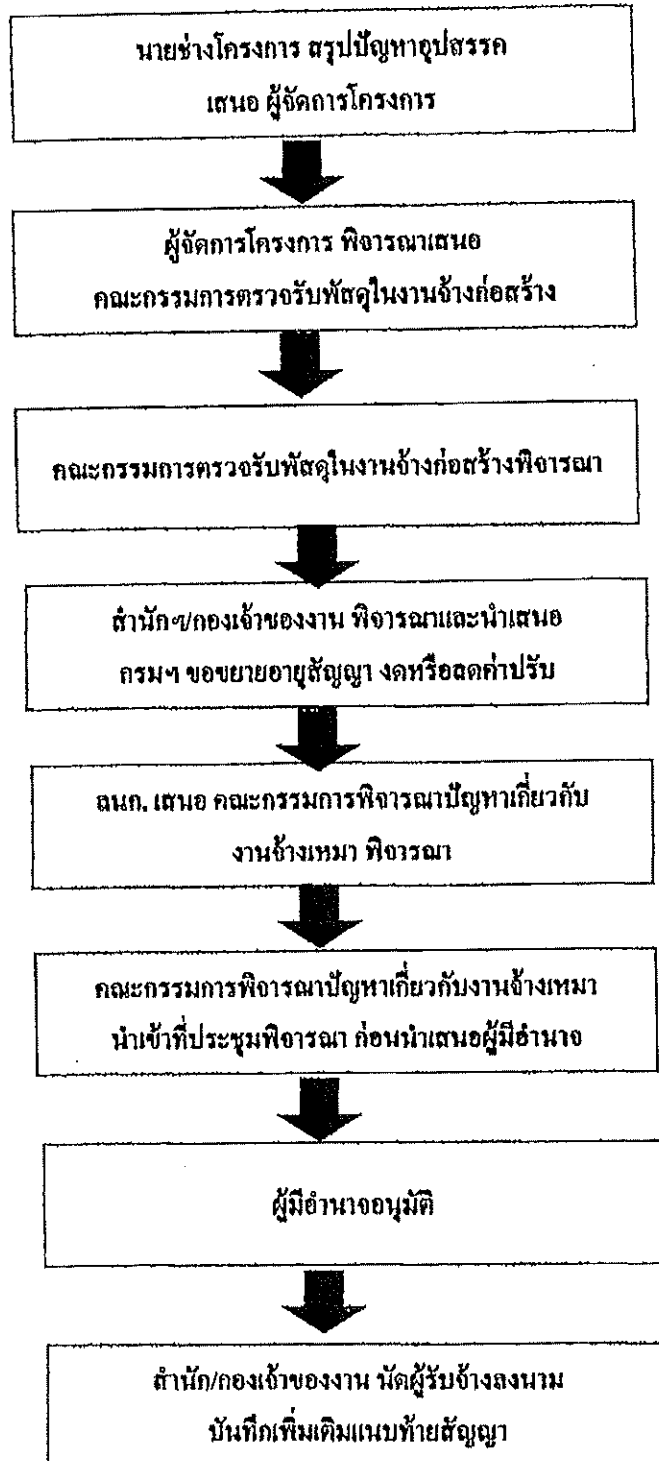 นายช่างโครงการ สรุปปัญหาอุปสรรค
เสนอ ผู้จัดการโครงการ
ผู้จัดการโครงการ พิจารณาเสนอ
คณะกรรมการตรวจรับพัสดุในงานจ้างก่อสร้าง
คณะกรรมการตรวจรับพัสดุในงานจ้างก่อสร้างพิจารณา
สำนักฯ/กองเจ้าของงาน พิจารณาและนำเสนอ
กรมฯ ขอขยายอายุสัญญา งดหรือลดค่าปรับ
ลนก. เสนอ คณะกรรมการพิจารณาปัญหาเกี่ยวกับ
งานจ้างเหมา พิจารณา
คณะกรรมการพิจารณาปัญหาเกี่ยวกับงานจ้างเหมา
นำเข้าที่ประชุมพิจารณา ก่อนนำเสนอผู้มีอำนาจ
ผู้มีอำนาจอนุมัติ
สำนัก/กองเจ้าของงาน นัดผู้รับจ้างลงนาม
บันทึกเพิ่มเติมแนบท้ายสัญญา